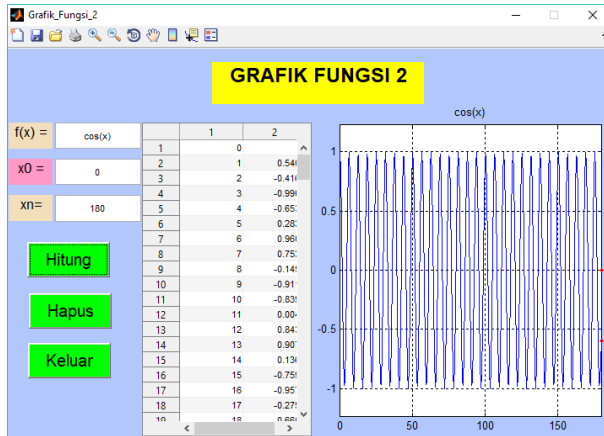 Grafik_Fungsi_2
GRAFIK FUNGSI 2
f(x) =
cos(x)
x0 =
0
xn=
180
Hitung
Hapus
Keluar
1 2
1 0
2 1 0.540
3 2 -0.416
4 3 -0.990
5 4 -0.653
6 5 0.283
7 6 0.960
8 7 0.753
9 8 -0.145
10 9 -0.911
11 10 -0.839
12 11 0.004
13 12 0.843
14 13 0.907
15 14 0.136
16 15 -0.759
17 16 -0.957
18 17 -0.275
19 18 0.660
cos(x)
1
0.5
0
-0.5
-1
0 50 100 150